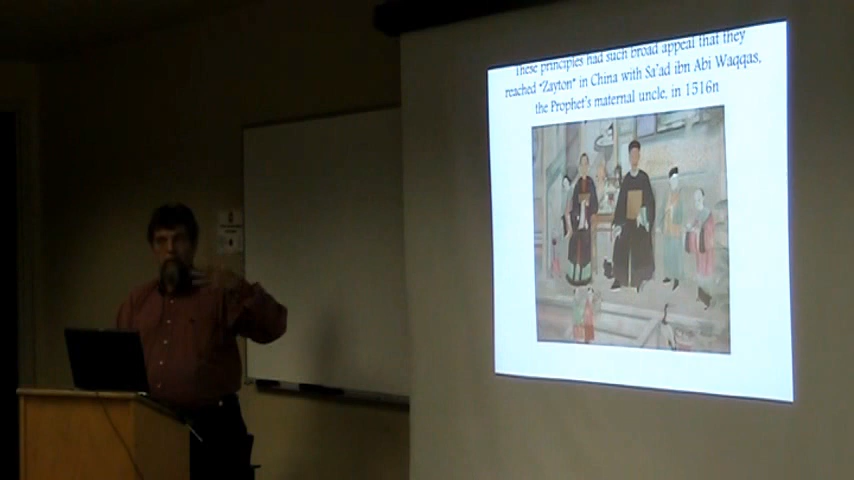 These principles had such broad appeal that they
reached "Zayton" in China with Sa'ad ibn Abi Waqqas,
the Prophet's maternal uncle, in 1516n